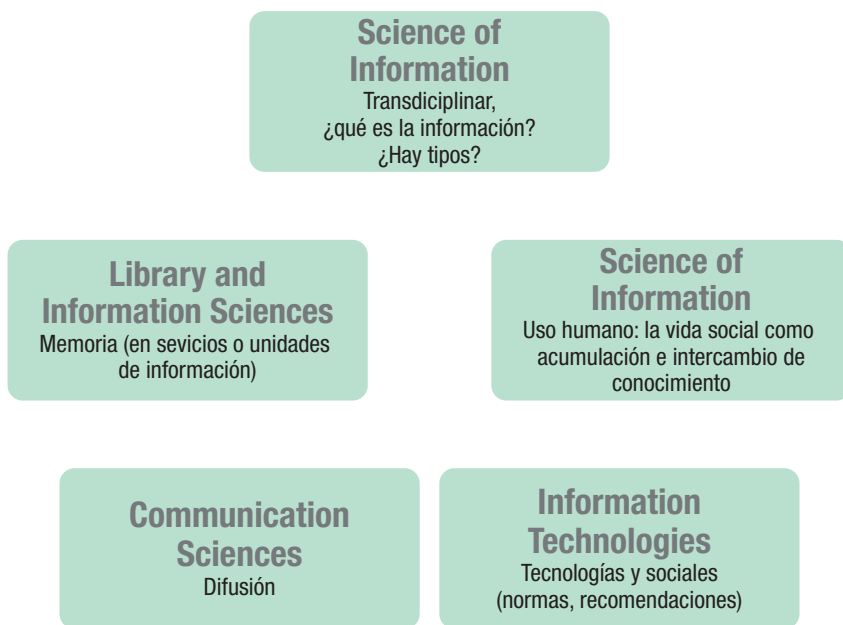 Science of
Information
Transdiciplinar,
¿qué es la información?
¿Hay tipos?
Library and
Information Sciences
Memoria (en sevicios o unidades
de información)
Science of
Information
Uso humano: la vida social como
acumulación e intercambio de
conocimiento
Communication
Sciences
Difusión
Information
Technologies
Tecnologías y sociales
(normas, recomendaciones)